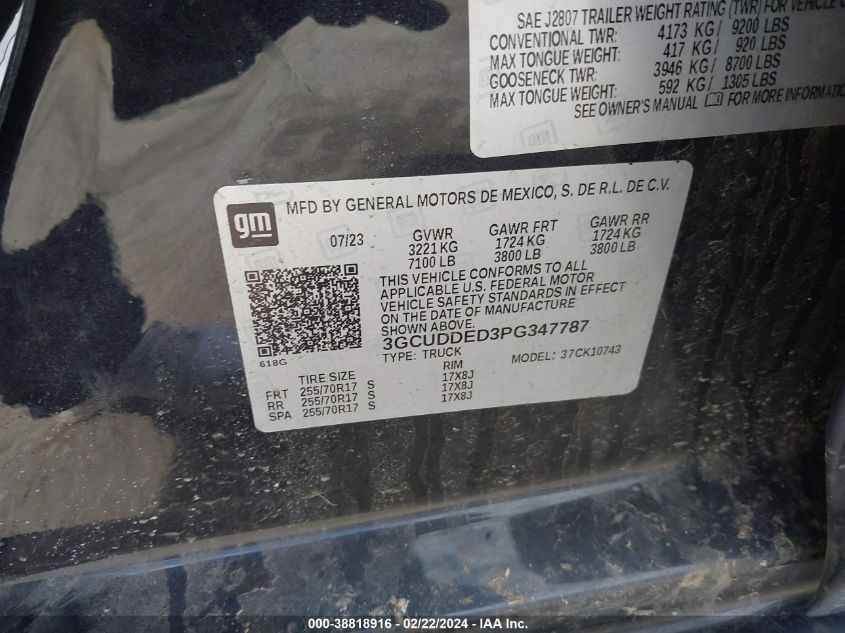 SAE J2807 TRAILER WEIGHT RATING (TWR) FOR VEHICLE
CONVENTIONAL TWR: 4173 KG/ 9200 LBS
MAX TONGUE WEIGHT: 417 KG/ 920 LBS
GOOSENECK TWR: 3946 KG/ 8700 LBS
MAX TONGUE WEIGHT: 592 KG/ 1305 LBS
SEE OWNER'S MANUAL FOR MORE INFORMATIO
gm MFD BY GENERAL MOTORS DE MEXICO, S. DE R.L. DE C.V.
07/23 GVWR GAWR FRT GAWR RR
3221 KG 1724 KG 1724 KG
7100 LB 3800 LB 3800 LB
THIS VEHICLE CONFORMS TO ALL
APPLICABLE U.S. FEDERAL MOTOR
VEHICLE SAFETY STANDARDS IN EFFECT
ON THE DATE OF MANUFACTURE
SHOWN ABOVE.
3GCUDDED3PG347787
618G TYPE: TRUCK MODEL: 37CK10743
TIRE SIZE RIM
FRT 255/70R17 S 17X8J
RR 255/70R17 S 17X8J
SPA 255/70R17 S 17X8J
000-38818916 - 02/22/2024 - IAA Inc.